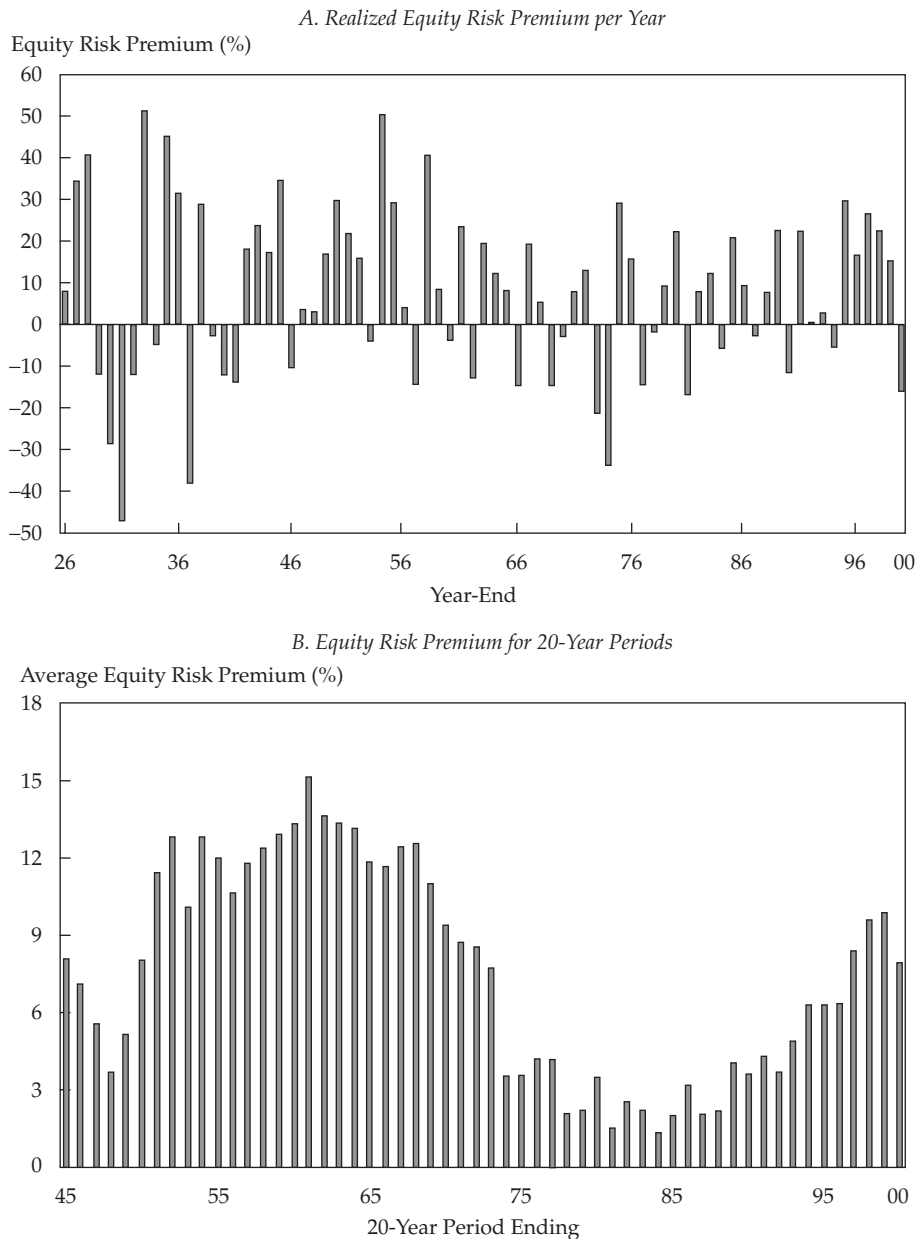 A. Realized Equity Risk Premium per Year
Equity Risk Premium (%)
60
50
40
30
20
10
0
–10
–20
–30
–40
–50
26 36 46 56 66 76 86 96 00
Year-End
B. Equity Risk Premium for 20-Year Periods
Average Equity Risk Premium (%)
18
15
12
9
6
3
0
45 55 65 75 85 95 00
20-Year Period Ending